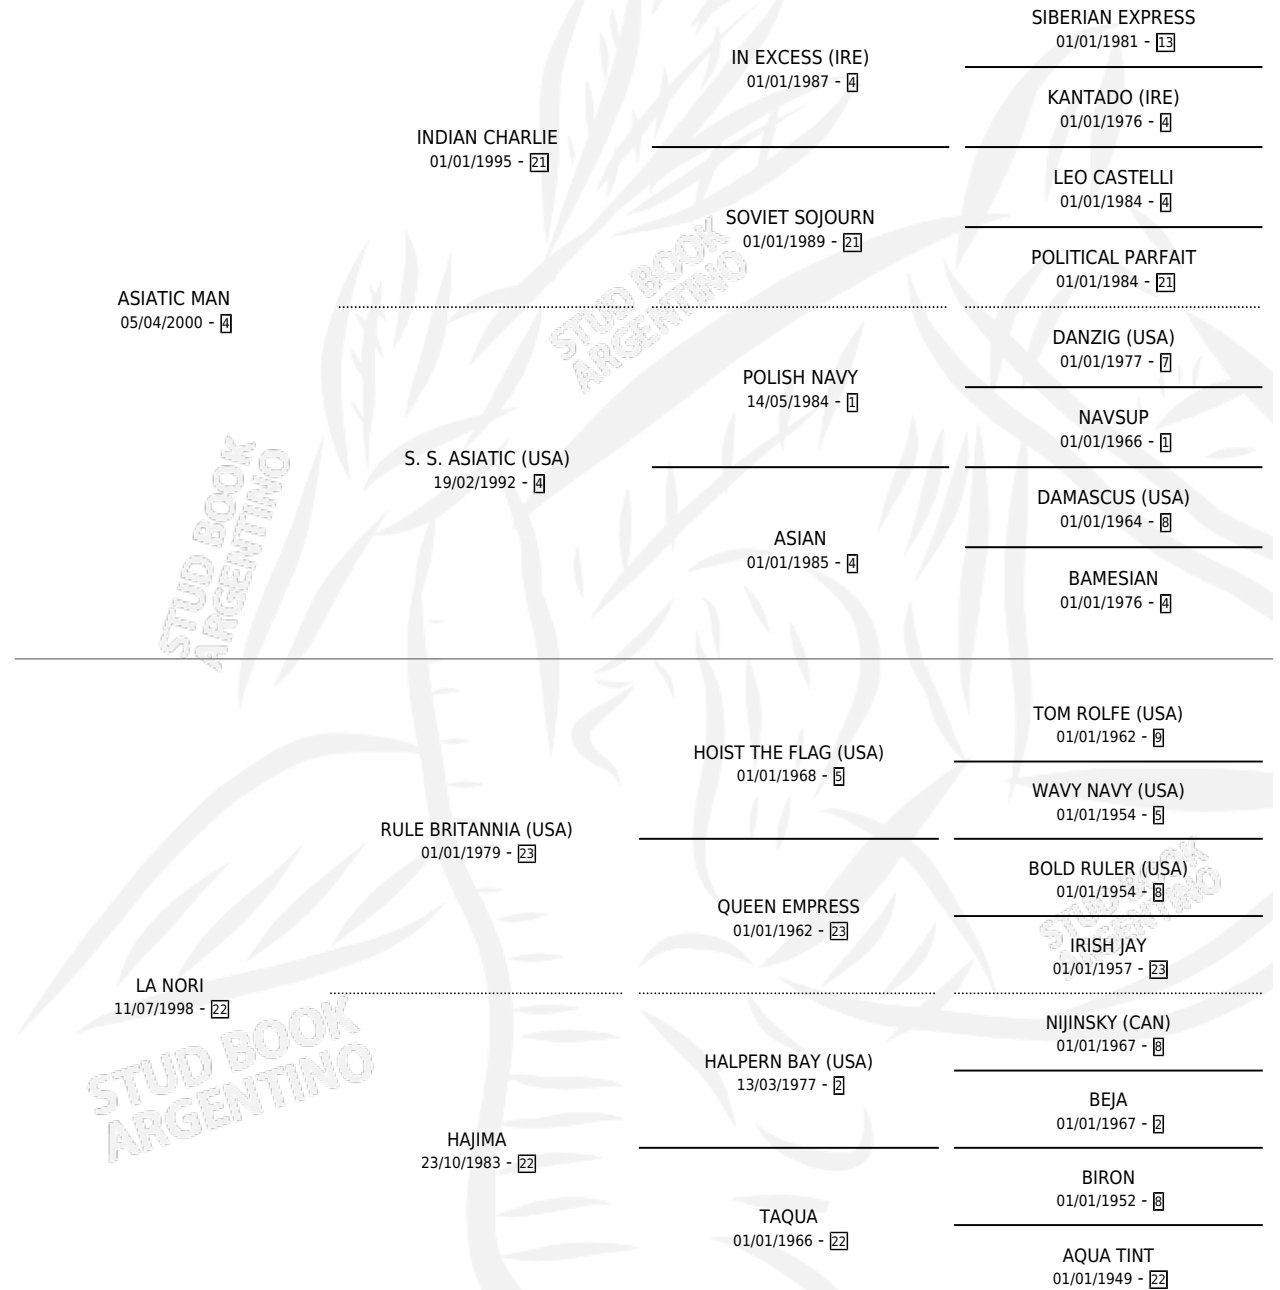 SIBERIAN EXPRESS
01/01/1981 - 13
IN EXCESS (IRE)
01/01/1987 - 4
KANTADO (IRE)
01/01/1976 - 4
INDIAN CHARLIE
01/01/1995 - 21
LEO CASTELLI
01/01/1984 - 4
SOVIET SOJOURN
01/01/1989 - 21
POLITICAL PARFAIT
01/01/1984 - 21
ASIATIC MAN
05/04/2000 - 4
STUD BOOK
ARGENTINO
DANZIG (USA)
01/01/1977 - 7
POLISH NAVY
14/05/1984 - 1
NAVSUP
01/01/1966 - 1
S. S. ASIATIC (USA)
19/02/1992 - 4
DAMASCUS (USA)
01/01/1964 - 8
ASIAN
01/01/1985 - 4
BAMESIAN
01/01/1976 - 4
STUD BOOK
ARGENTINO
TOM ROLFE (USA)
01/01/1962 - 9
HOIST THE FLAG (USA)
01/01/1968 - 5
WAVY NAVY (USA)
01/01/1954 - 5
RULE BRITANNIA (USA)
01/01/1979 - 23
BOLD RULER (USA)
01/01/1954 - 8
QUEEN EMPRESS
01/01/1962 - 23
IRISH JAY
01/01/1957 - 23
STUD BOOK
ARGENTINO
LA NORI
11/07/1998 - 22
NIJINSKY (CAN)
01/01/1967 - 8
HALPERN BAY (USA)
13/03/1977 - 2
BEJA
01/01/1967 - 2
STUD BOOK
ARGENTINO
HAJIMA
23/10/1983 - 22
BIRON
01/01/1952 - 8
TAQUA
01/01/1966 - 22
AQUA TINT
01/01/1949 - 22